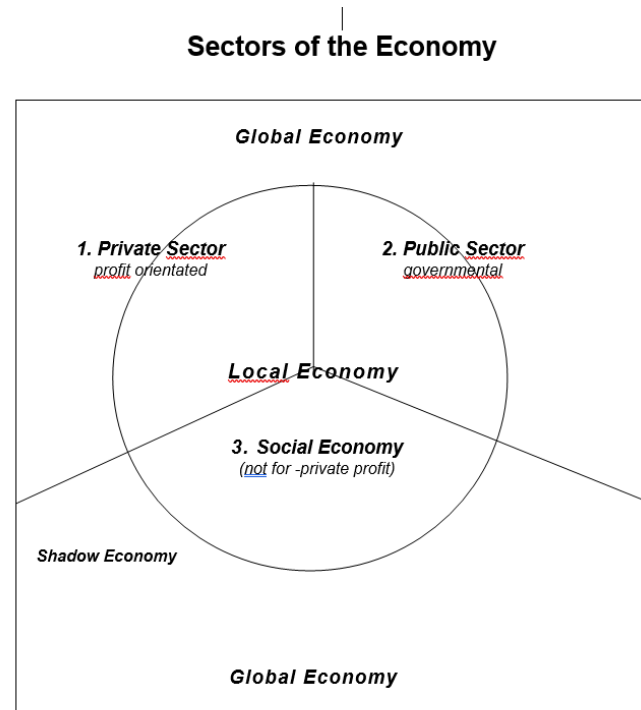 Sectors of the Economy
Global Economy
1. Private Sector
profit orientated
2. Public Sector
governmental
Local Economy
3. Social Economy
(not for -private profit)
Shadow Economy
Global Economy